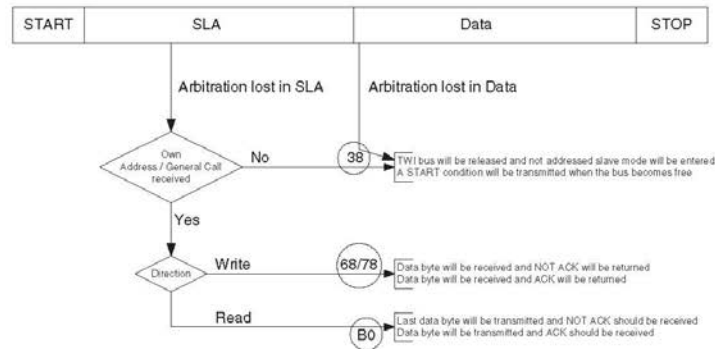 START SLA Data STOP
Arbitration lost in SLA Arbitration lost in Data
Own
Address / General Call
received
No
38
TWI bus will be released and not addressed slave mode will be entered
A START condition will be transmitted when the bus becomes free
Yes
Direction
Write
68/78
Data byte will be received and NOT ACK will be returned
Data byte will be received and ACK will be returned
Read
B0
Last data byte will be transmitted and NOT ACK should be received
Data byte will be transmitted and ACK should be received